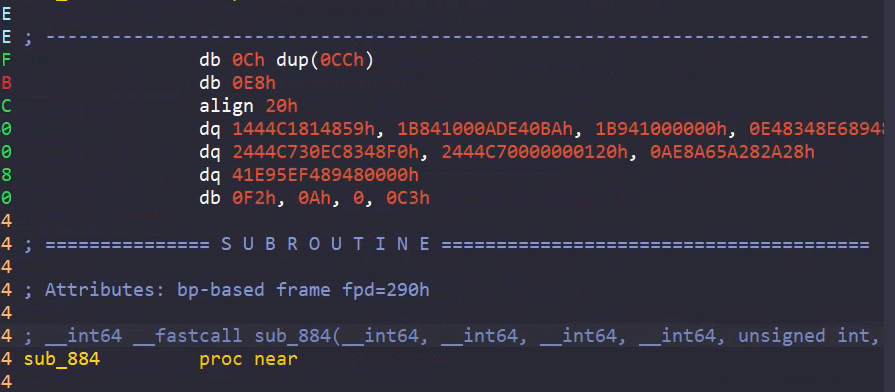 E
E ; ---------------------------------------------------------------------------
F db 0Ch dup(0CCh)
B db 0E8h
C align 20h
0 dq 1444C1814859h, 1B841000ADE40BAh, 1B941000000h, 0E48348E68948
0 dq 2444C730EC8348F0h, 2444C70000000120h, 0AE8A65A282A28h
8 dq 41E95EF489480000h
0 db 0F2h, 0Ah, 0, 0C3h
4
4 ; =============== S U B R O U T I N E =======================================
4
4 ; Attributes: bp-based frame fpd=290h
4
4 ; __int64 __fastcall sub_884(__int64, __int64, __int64, __int64, unsigned int,
4 sub_884 proc near
4